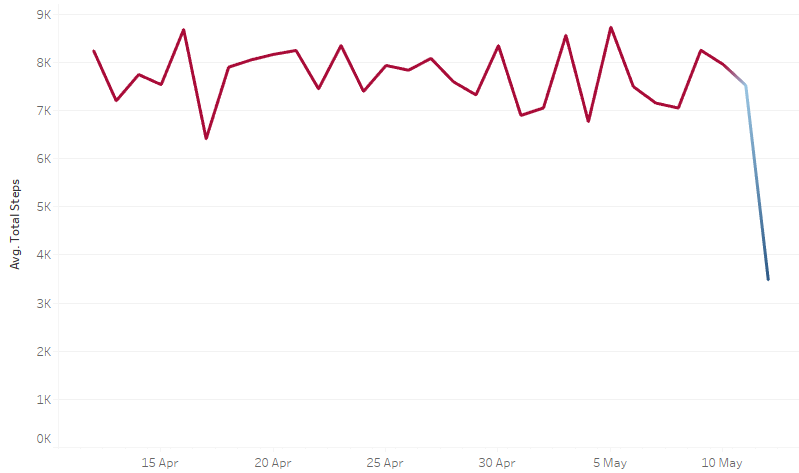 9K
8K
7K
6K
5K
4K
3K
2K
1K
0K
Avg. Total Steps
15 Apr
20 Apr
25 Apr
30 Apr
5 May
10 May